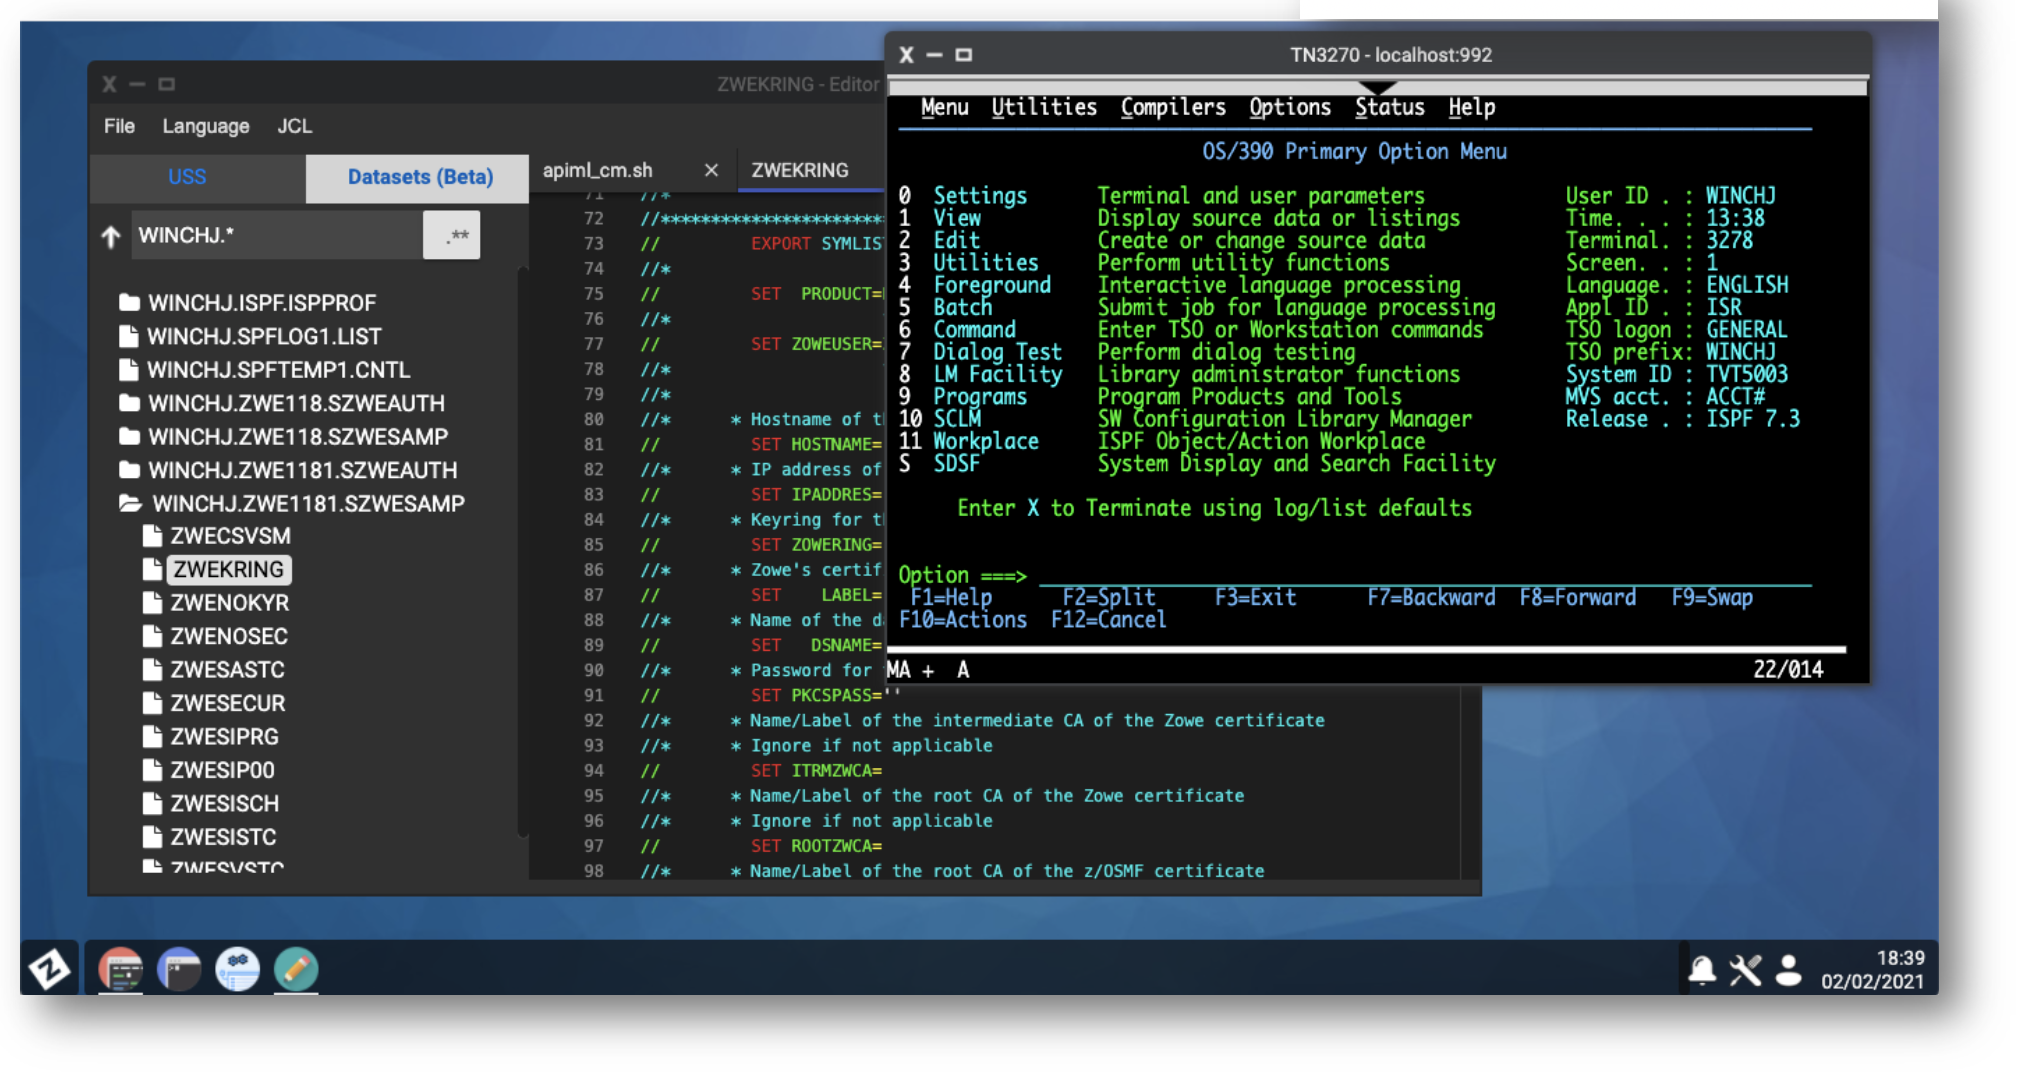 ZWEKRING - Editor
File Language JCL
USS Datasets (Beta)
WINCHJ.* .**
WINCHJ.ISPF.ISPPROF
WINCHJ.SPFLOG1.LIST
WINCHJ.SPFTEMP1.CNTL
WINCHJ.ZWE118.SZWEAUTH
WINCHJ.ZWE118.SZWESAMP
WINCHJ.ZWE1181.SZWEAUTH
WINCHJ.ZWE1181.SZWESAMP
ZWECSVSM
ZWEKRING
ZWENOKYR
ZWENOSEC
ZWESASTC
ZWESECUR
ZWESIPRG
ZWESIP00
ZWESISCH
ZWESISTC
ZWESVSTC
apiml_cm.sh × ZWEKRING
71 //*
72 //**********************
73 // EXPORT SYMLIS
74 //*
75 // SET PRODUCT=
76 //*
77 // SET ZOWEUSER=
78 //*
79 //*
80 //* * Hostname of t
81 // SET HOSTNAME=
82 //* * IP address of
83 // SET IPADDRES=
84 //* * Keyring for t
85 // SET ZOWERING=
86 //* * Zowe's certif
87 // SET LABEL=
88 //* * Name of the d
89 // SET DSNAME=
90 //* * Password for
91 // SET PKCSPASS=''
92 //* * Name/Label of the intermediate CA of the Zowe certificate
93 //* * Ignore if not applicable
94 // SET ITRMZWCA=
95 //* * Name/Label of the root CA of the Zowe certificate
96 //* * Ignore if not applicable
97 // SET ROOTZWCA=
98 //* * Name/Label of the root CA of the z/OSMF certificate
TN3270 - localhost:992
Menu Utilities Compilers Options Status Help
OS/390 Primary Option Menu
0 Settings Terminal and user parameters User ID . : WINCHJ
1 View Display source data or listings Time. . . : 13:38
2 Edit Create or change source data Terminal. : 3278
3 Utilities Perform utility functions Screen. . : 1
4 Foreground Interactive language processing Language. : ENGLISH
5 Batch Submit job for language processing Appl ID . : ISR
6 Command Enter TSO or Workstation commands TSO logon : GENERAL
7 Dialog Test Perform dialog testing TSO prefix: WINCHJ
8 LM Facility Library administrator functions System ID : TVT5003
9 Programs Program Products and Tools MVS acct. : ACCT#
10 SCLM SW Configuration Library Manager Release . : ISPF 7.3
11 Workplace ISPF Object/Action Workplace
S SDSF System Display and Search Facility
Enter X to Terminate using log/list defaults
Option ===>
F1=Help F2=Split F3=Exit F7=Backward F8=Forward F9=Swap
F10=Actions F12=Cancel
MA + A 22/014
18:39
02/02/2021